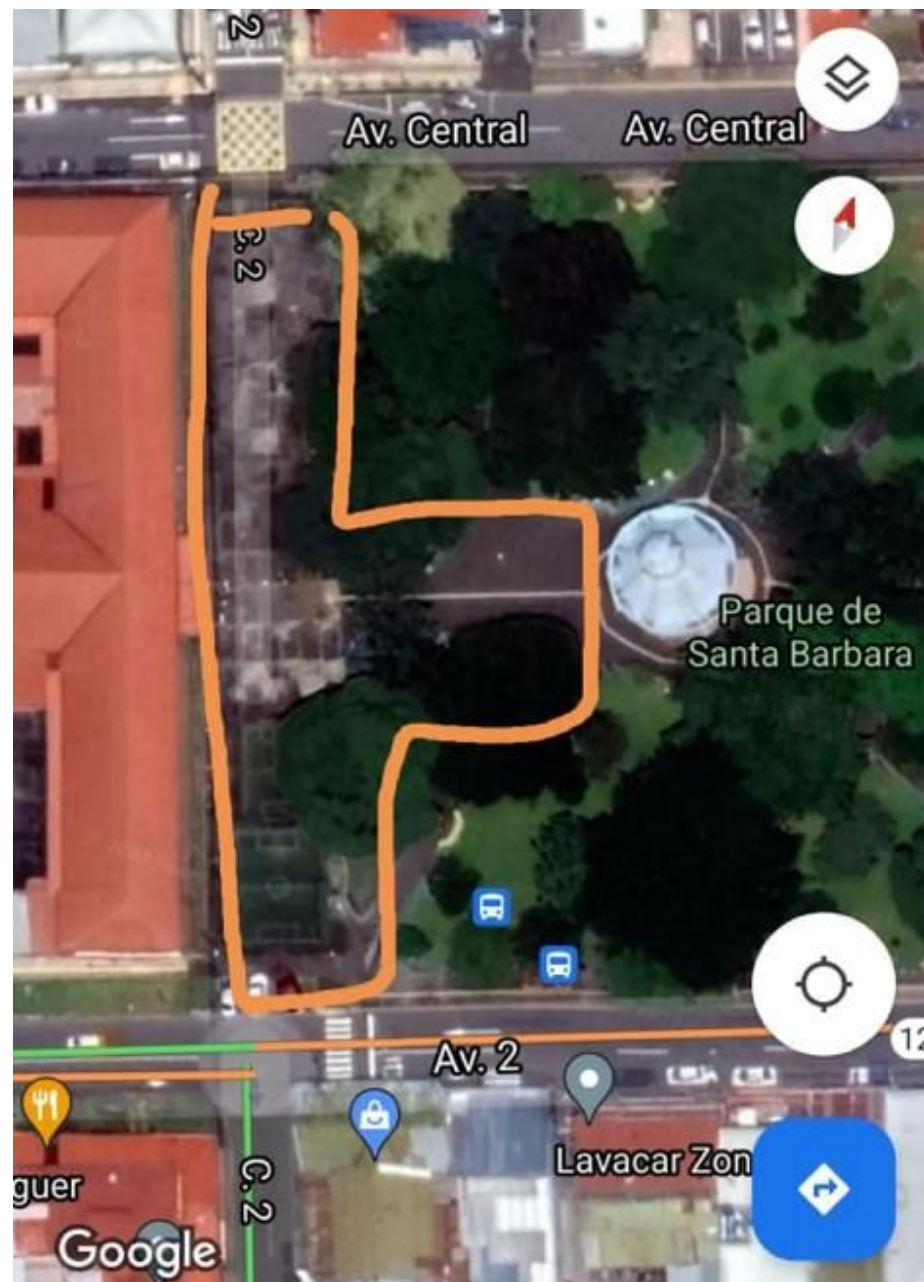 2
Av. Central
Av. Central
C. 2
Parque de
Santa Barbara
12
Av. 2
Lavacar Zon
guer
C. 2
Google